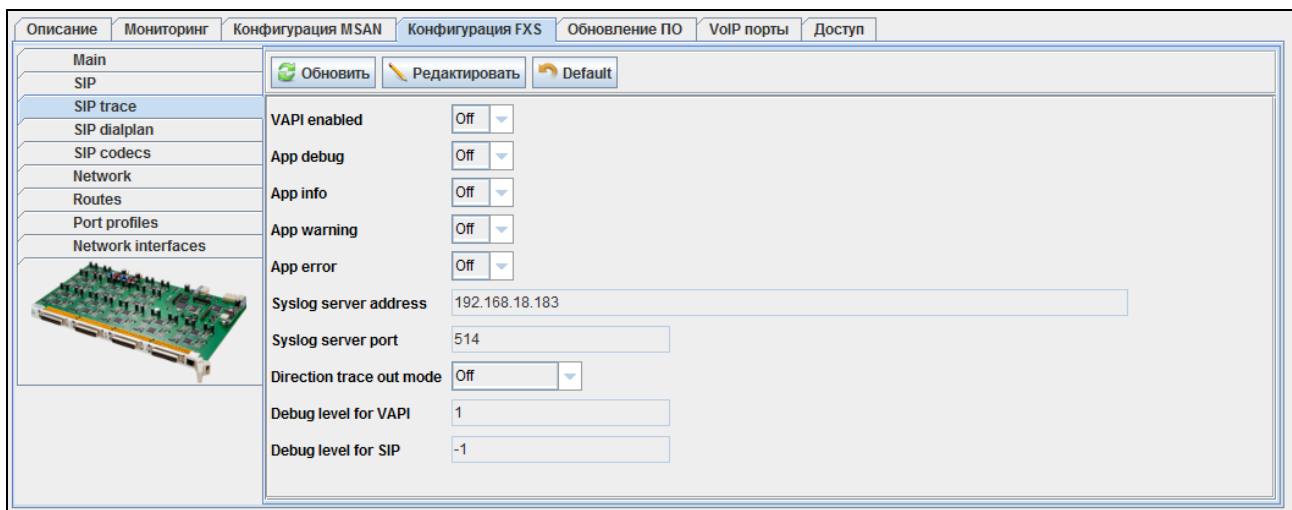 Описание Мониторинг Конфигурация MSAN Конфигурация FXS Обновление ПО VoIP порты Доступ
Main
SIP
SIP trace
SIP dialplan
SIP codecs
Network
Routes
Port profiles
Network interfaces
Обновить Редактировать Default
VAPI enabled Off
App debug Off
App info Off
App warning Off
App error Off
Syslog server address 192.168.18.183
Syslog server port 514
Direction trace out mode Off
Debug level for VAPI 1
Debug level for SIP -1